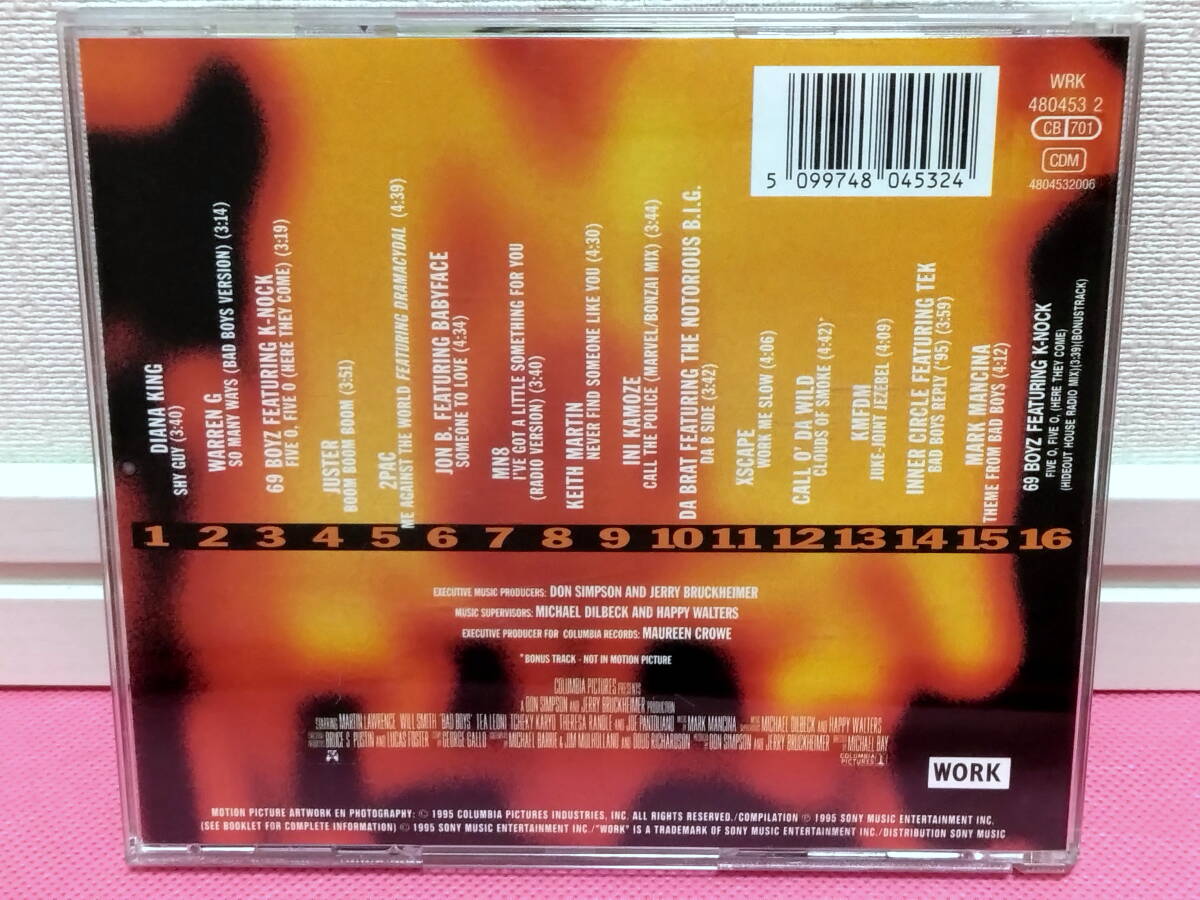 WRK
480453 2
CB 701
CDM
4804532006
5 099748 045324
DIANA KING
SHY GUY (3:40)
WARREN G
SO MANY WAYS (BAD BOYS VERSION) (3:14)
69 BOYZ FEATURING K-NOCK
FIVE O, FIVE O (HERE THEY COME) (3:19)
JUSTER
BOOM BOOM BOOM (3:51)
2PAC
ME AGAINST THE WORLD FEATURING DRAMACYDAL (4:39)
JON B. FEATURING BABYFACE
SOMEONE TO LOVE (4:34)
MN8
I'VE GOT A LITTLE SOMETHING FOR YOU
(RADIO VERSION) (3:40)
KEITH MARTIN
NEVER FIND SOMEONE LIKE YOU (4:30)
INI KAMOZE
CALL THE POLICE (MARVEL/BONZAI MIX) (3:44)
DA BRAT FEATURING THE NOTORIOUS B.I.G.
DA B SIDE (3:42)
XSCAPE
WORK ME SLOW (4:06)
CALL O' DA WILD
CLOUDS OF SMOKE (4:42)*
KMFDM
JUKE-JOINT JEZEBEL (4:09)
INNER CIRCLE FEATURING TEK
BAD BOYS REPLY ('95) (3:59)
MARK MANCINA
THEME FROM BAD BOYS (4:12)
69 BOYZ FEATURING K-NOCK
FIVE O, FIVE O, (HERE THEY COME)
(HIDEOUT HOUSE RADIO MIX)(3:39)(BONUSTRACK)
1 2 3 4 5 6 7 8 9 10 11 12 13 14 15 16
EXECUTIVE MUSIC PRODUCERS: DON SIMPSON AND JERRY BRUCKHEIMER
MUSIC SUPERVISORS: MICHAEL DILBECK AND HAPPY WALTERS
EXECUTIVE PRODUCER FOR COLUMBIA RECORDS: MAUREEN CROWE
*BONUS TRACK - NOT IN MOTION PICTURE
COLUMBIA PICTURES PRESENTS
A DON SIMPSON AND JERRY BRUCKHEIMER PRODUCTION
STARRING MARTIN LAWRENCE WILL SMITH "BAD BOYS" TEA LEONI TCHEKY KARYO THERESA RANDLE AND JOE PANTOLIANO MUSIC BY MARK MANCINA MUSIC SUPERVISION MICHAEL DILBECK AND HAPPY WALTERS
BRUCE S. PUSTIN AND LUCAS FOSTER GEORGE GALLO MICHAEL BARRIE & JIM MULHOLLAND AND DOUG RICHARDSON DON SIMPSON AND JERRY BRUCKHEIMER MICHAEL BAY
COLUMBIA
PICTURES
WORK
MOTION PICTURE ARTWORK EN PHOTOGRAPHY: © 1995 COLUMBIA PICTURES INDUSTRIES, INC. ALL RIGHTS RESERVED./COMPILATION ℗ 1995 SONY MUSIC ENTERTAINMENT INC.
(SEE BOOKLET FOR COMPLETE INFORMATION) © 1995 SONY MUSIC ENTERTAINMENT INC./"WORK" IS A TRADEMARK OF SONY MUSIC ENTERTAINMENT INC./DISTRIBUTION SONY MUSIC